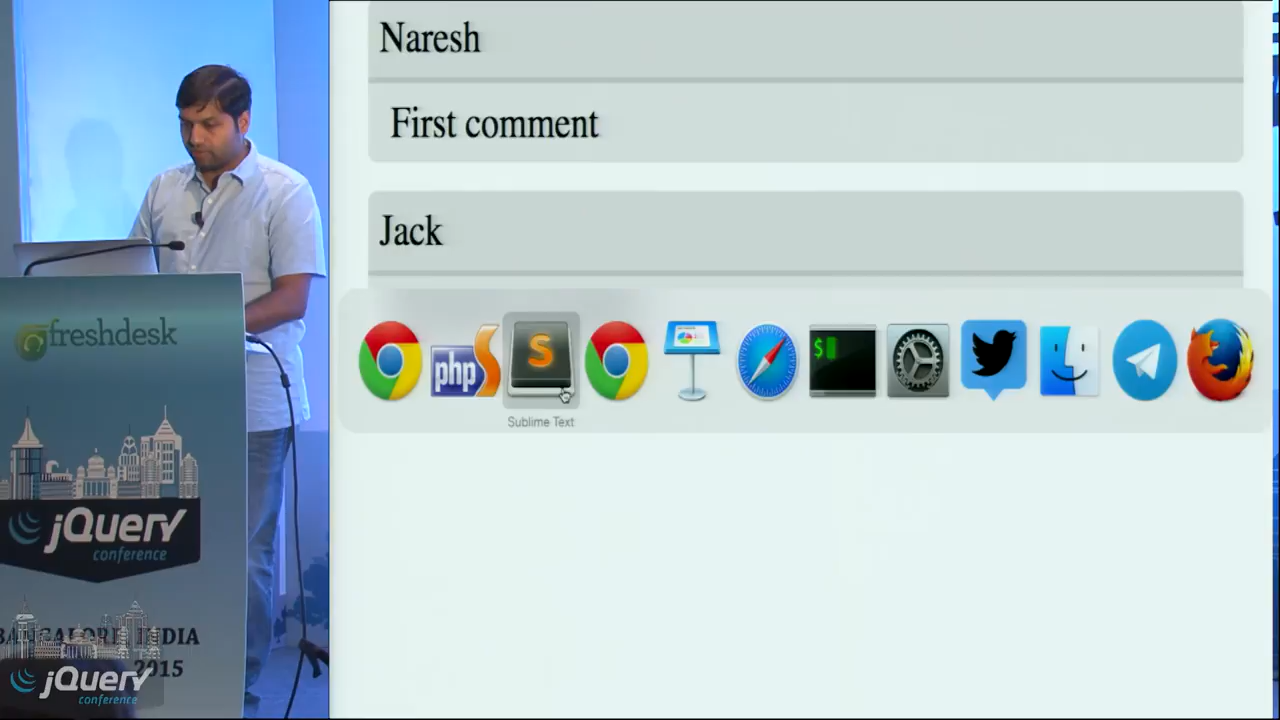 Naresh
First comment
Jack
php
S
S
$
Sublime Text
freshdesk
jQuery
conference
BANGALORE, INDIA
2015
jQuery
conference